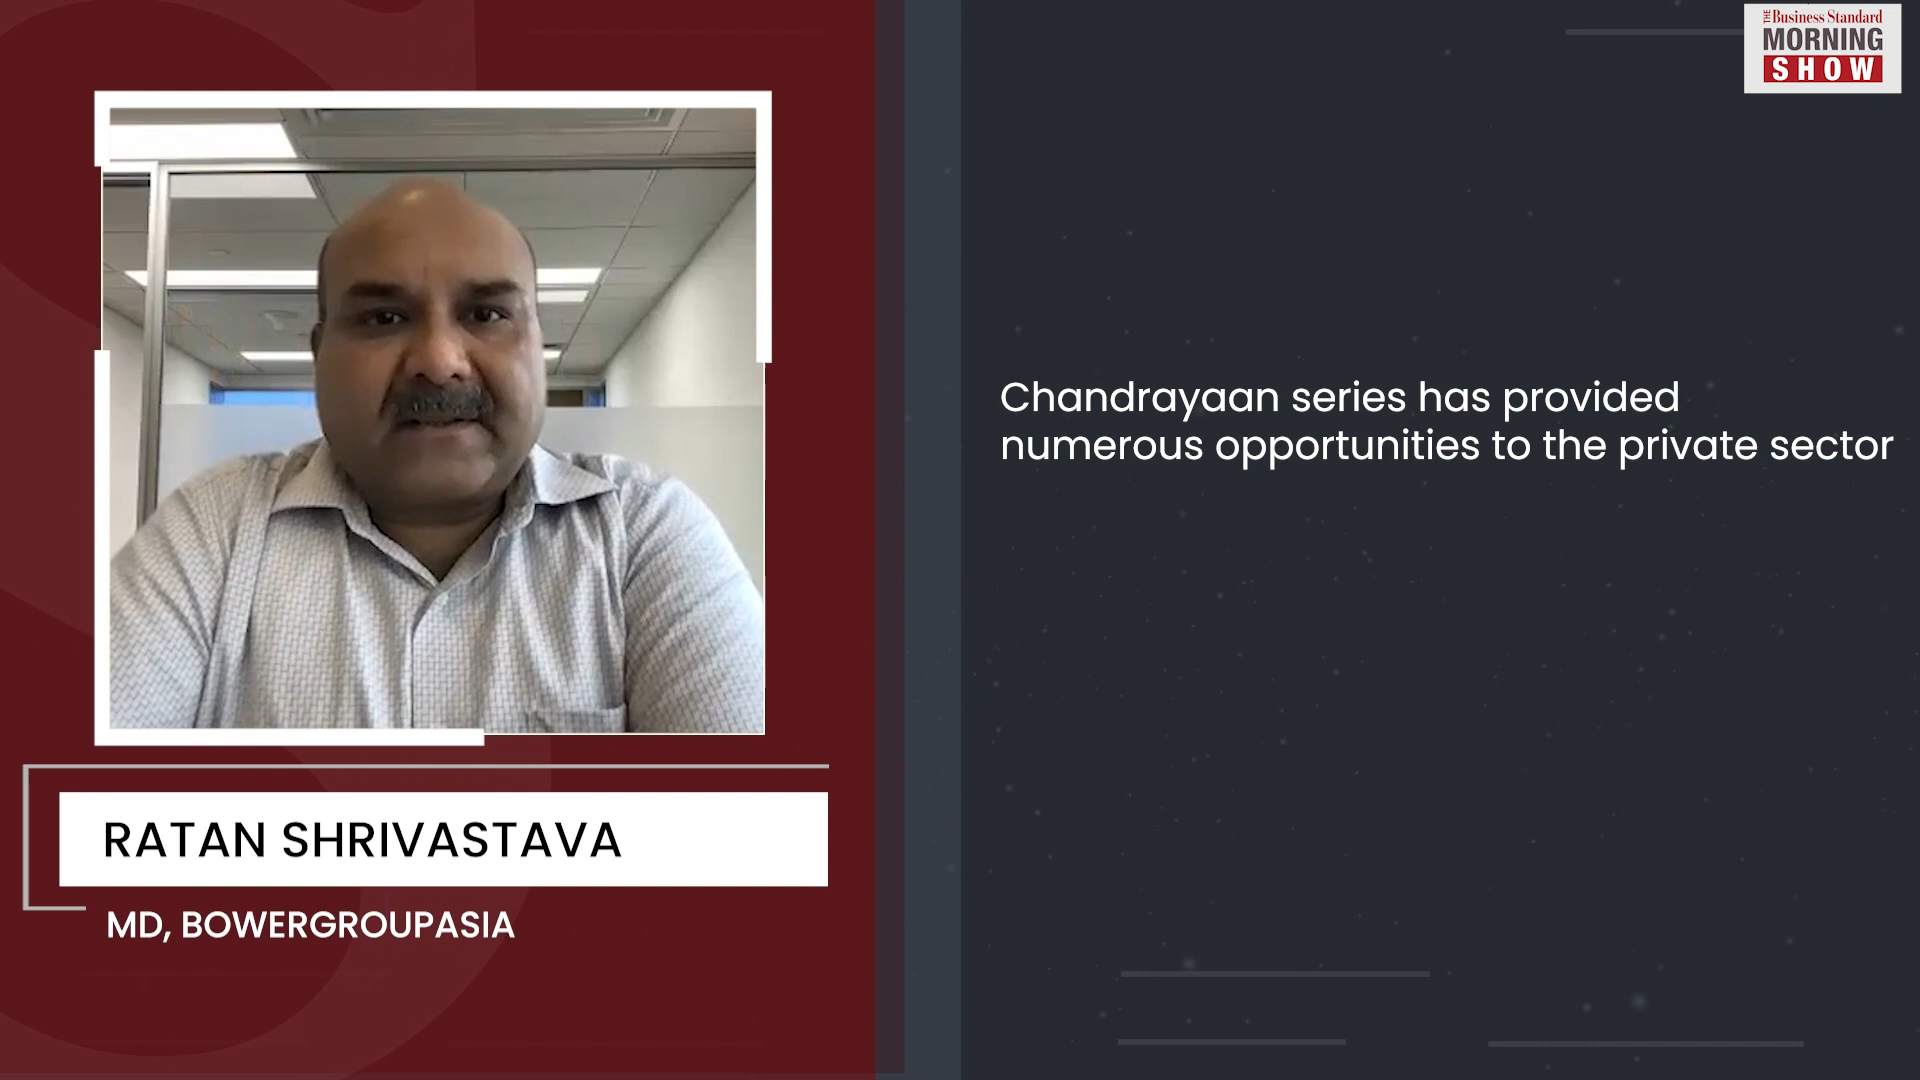 THE Business Standard
MORNING
SHOW
Chandrayaan series has provided
numerous opportunities to the private sector
RATAN SHRIVASTAVA
MD, BOWERGROUPASIA